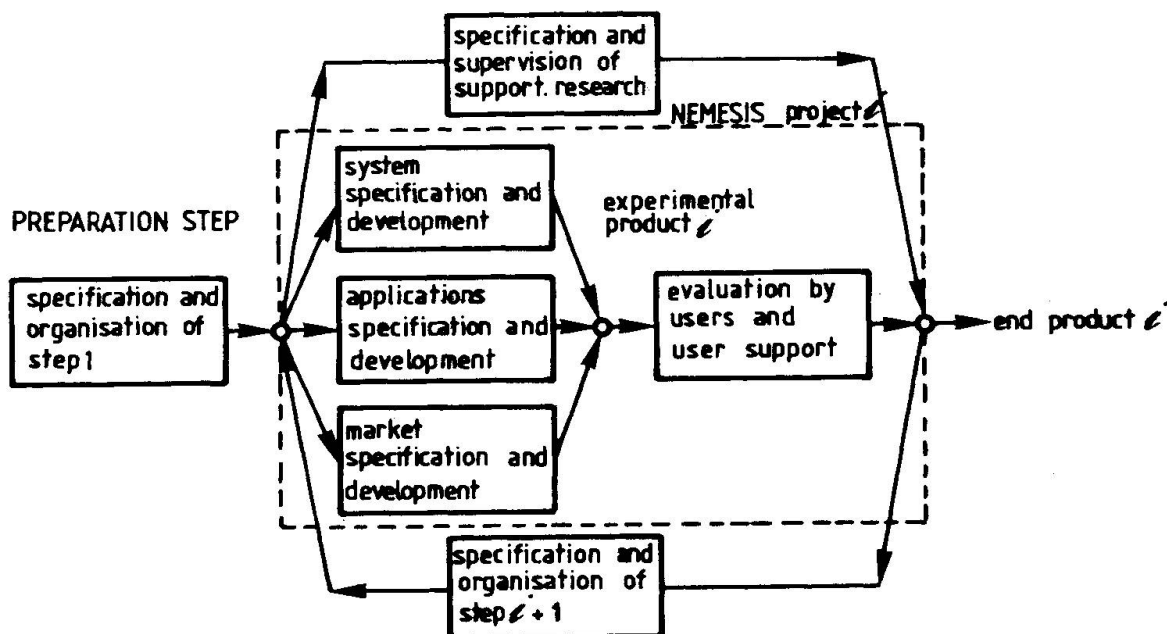 specification and
supervision of
support. research
NEMESIS project i
system
specification and
development
experimental
product i
PREPARATION STEP
specification and
organisation of
step 1
applications
specification and
development
evaluation by
users and
user support
end product i
market
specification and
development
specification and
organisation of
step i + 1